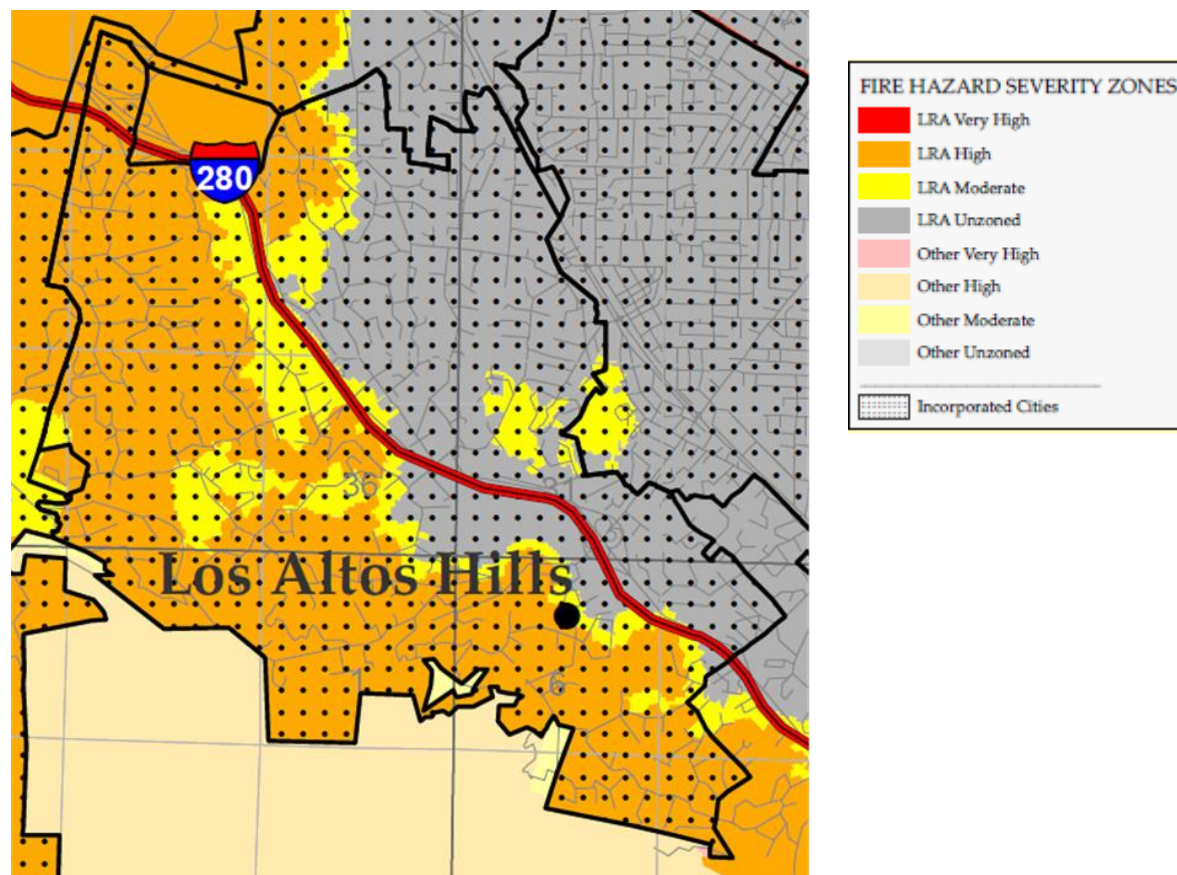 280
36
31
Los Altos Hills
6
FIRE HAZARD SEVERITY ZONES
LRA Very High
LRA High
LRA Moderate
LRA Unzoned
Other Very High
Other High
Other Moderate
Other Unzoned
Incorporated Cities